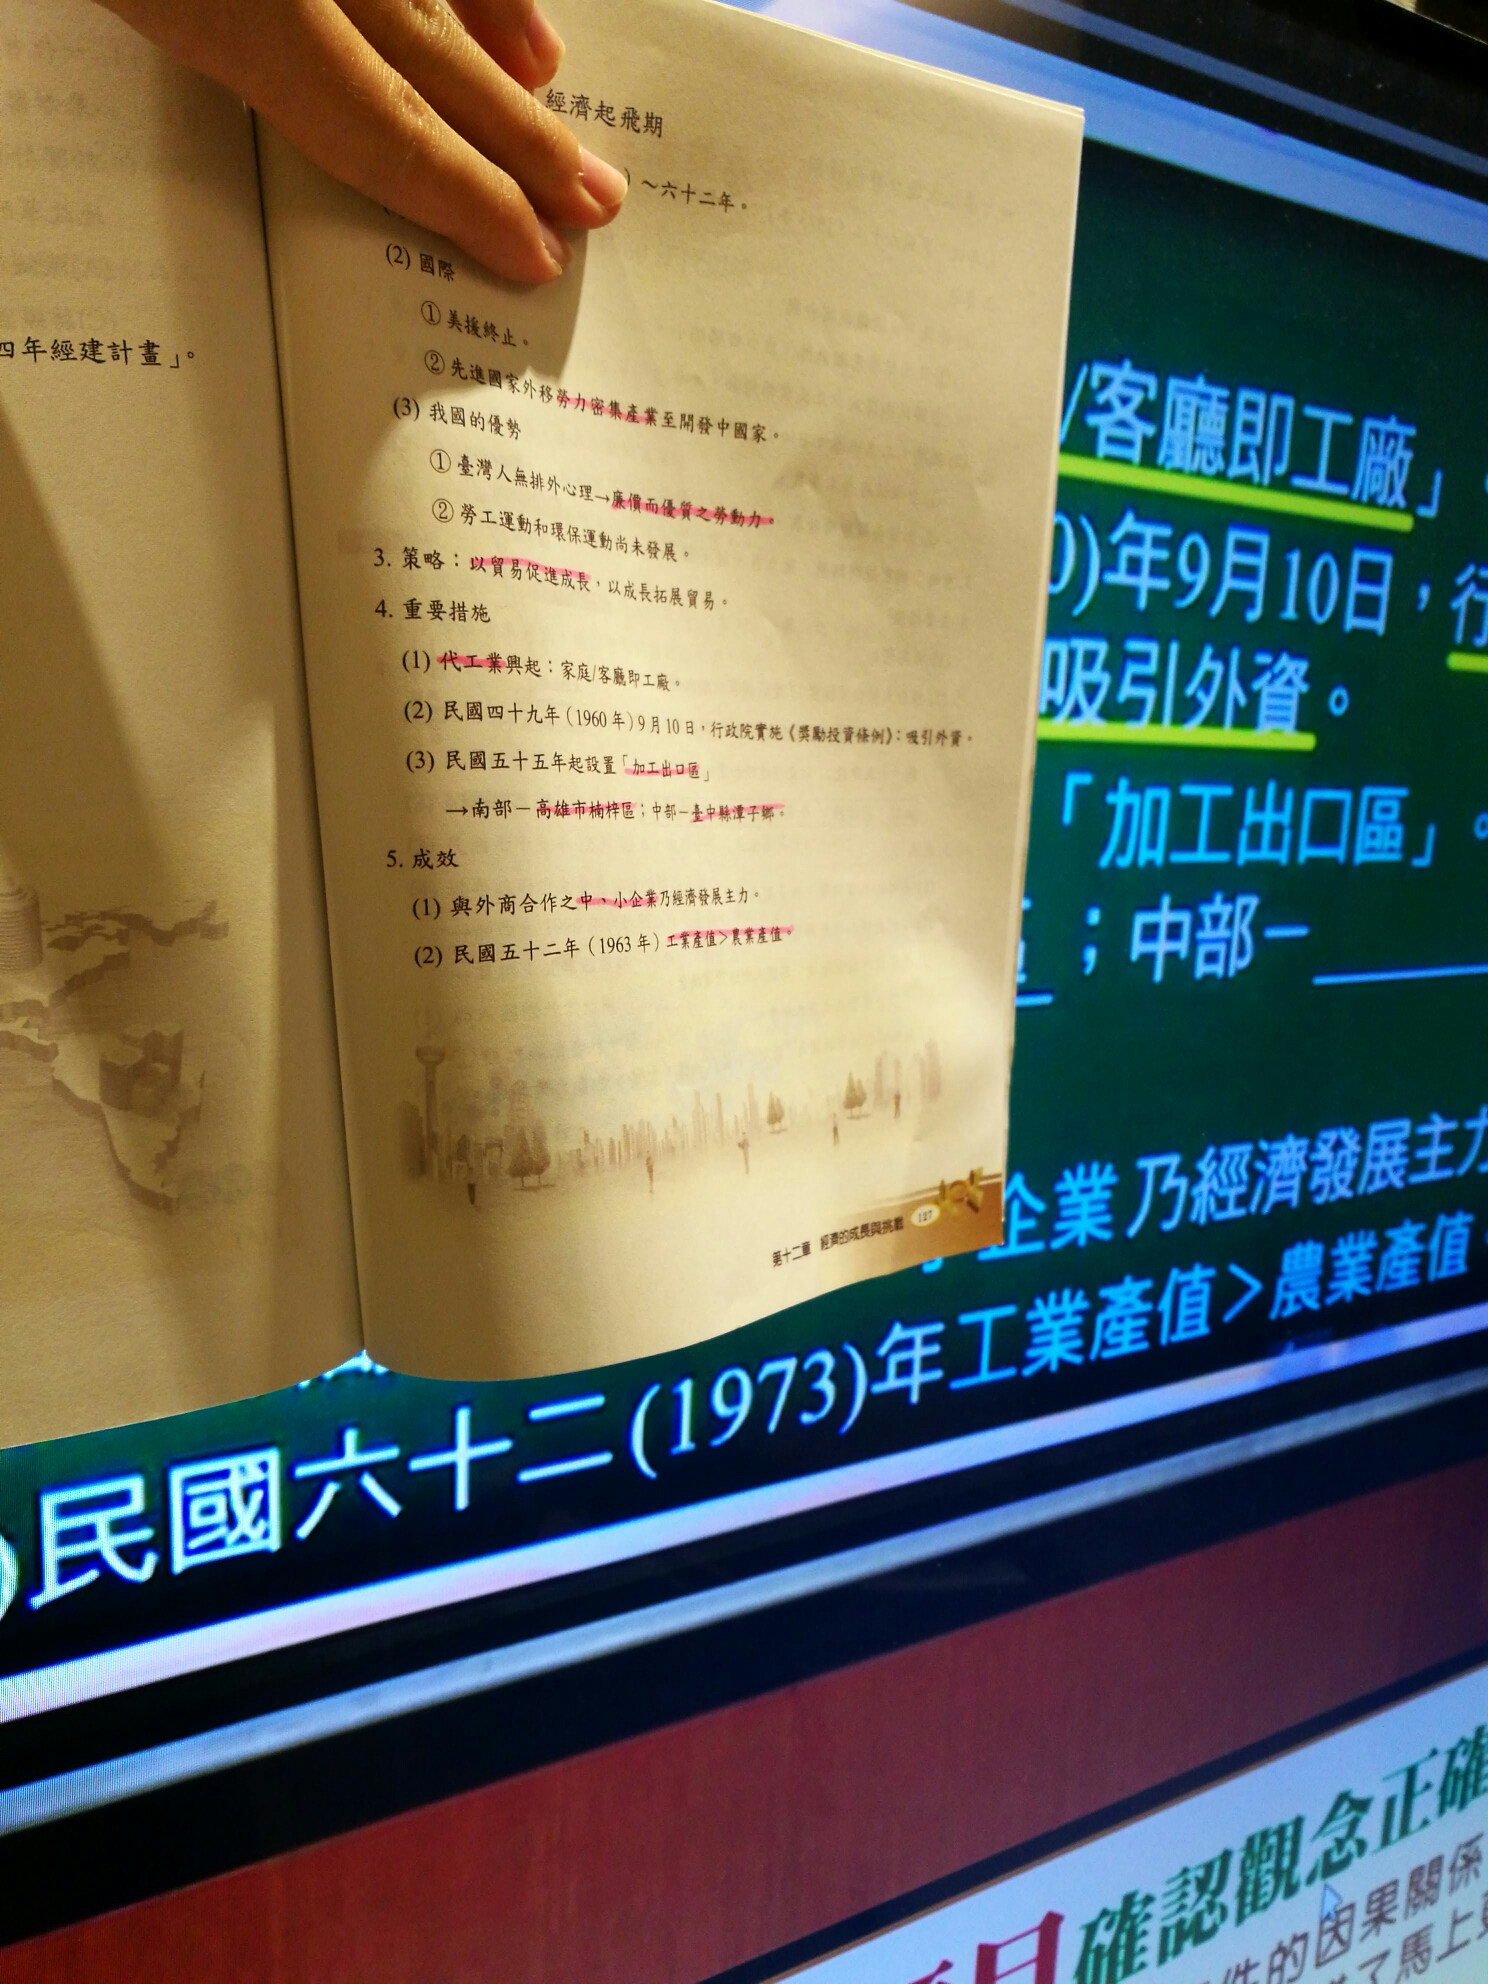 四年經建計畫」。
經濟起飛期
）～六十二年。
(2) 國際
① 美援終止。
② 先進國家外移勞力密集產業至開發中國家。
(3) 我國的優勢
① 臺灣人無排外心理→廉價而優質之勞動力。
② 勞工運動和環保運動尚未發展。
3. 策略：以貿易促進成長，以成長拓展貿易。
4. 重要措施
(1) 代工業興起：家庭/客廳即工廠。
(2) 民國四十九年（1960年）9月10日，行政院實施《獎勵投資條例》：吸引外資。
(3) 民國五十五年起設置「加工出口區」
→南部－高雄市楠梓區；中部－臺中縣潭子鄉。
5. 成效
(1) 與外商合作之中、小企業乃經濟發展主力。
(2) 民國五十二年（1963年）工業產值＞農業產值。
第十二章 經濟的成長與挑戰 127
/客廳即工廠」。
0)年9月10日，行
吸引外資。
「加工出口區」。
；中部－
企業乃經濟發展主力
)民國六十二(1973)年工業產值＞農業產值。
確認觀念正確
件的因果關係
了馬上